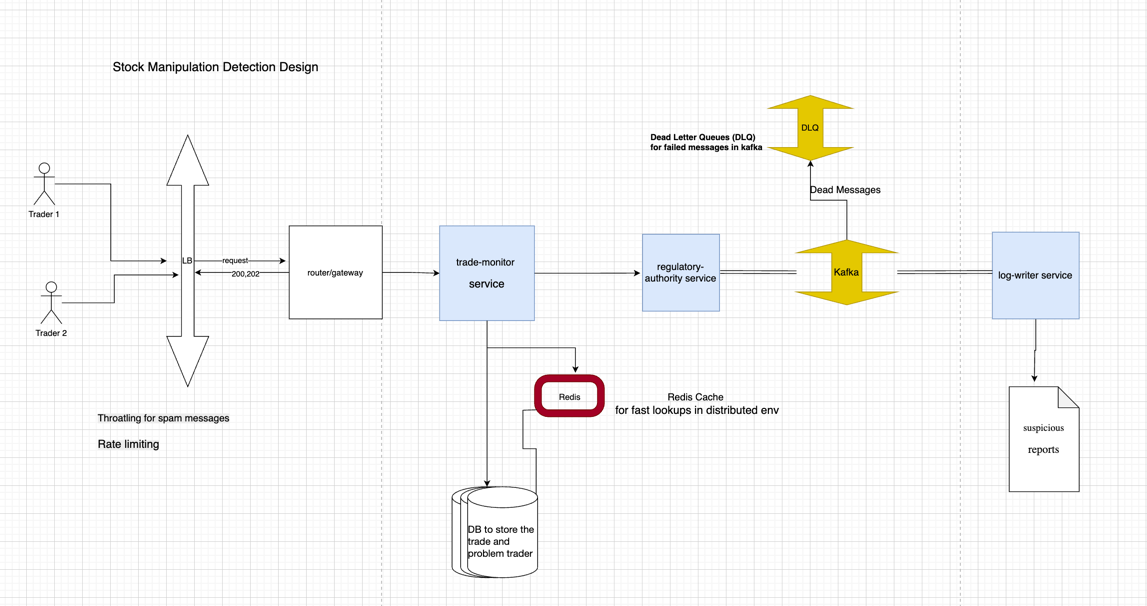 Stock Manipulation Detection Design
DLQ
Dead Letter Queues (DLQ)
for failed messages in kafka
Dead Messages
Trader 1
LB
request
200,202
router/gateway
trade-monitor
service
regulatory-
authority service
Kafka
log-writer service
Trader 2
Redis
Redis Cache
for fast lookups in distributed env
Throatling for spam messages
Rate limiting
suspicious
reports
DB to store the
trade and
problem trader